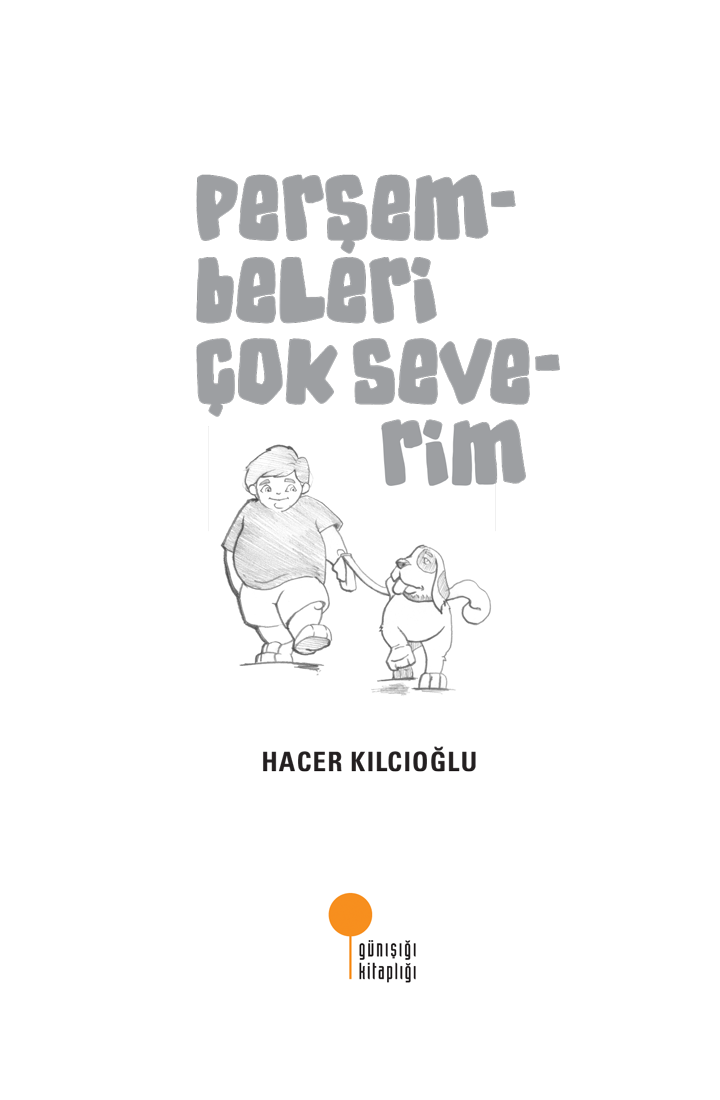 perşem-
beleri
çok seve-
rim
HACER KILCIOĞLU
günışığı
kitaplığı